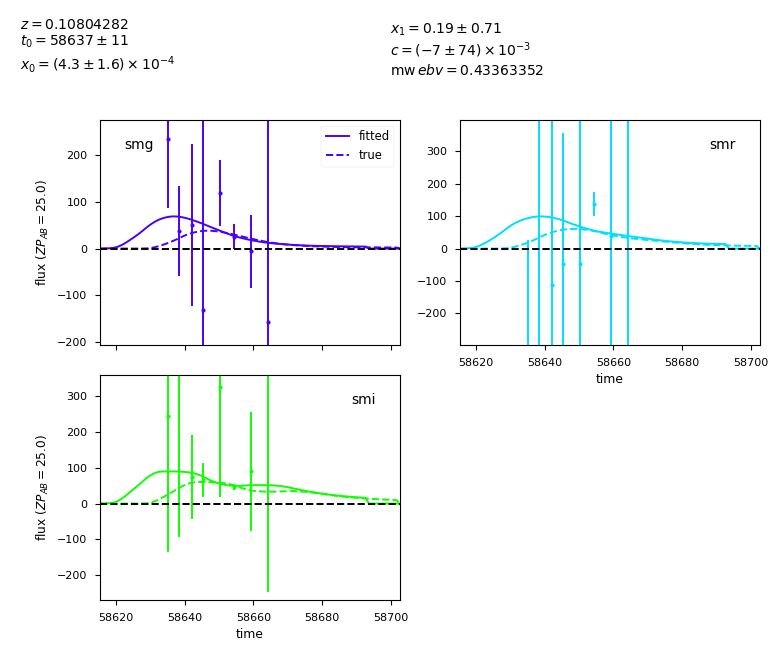 z = 0.10804282
t₀ = 58637 ± 11
x₀ = (4.3 ± 1.6) × 10⁻⁴
x₁ = 0.19 ± 0.71
c = (−7 ± 74) × 10⁻³
mw ebv = 0.43363352
smg
fitted
true
200
100
0
−100
−200
flux (ZP_AB = 25.0)
smr
300
200
100
0
−100
−200
58620 58640 58660 58680 58700
time
smi
300
200
100
0
−100
−200
flux (ZP_AB = 25.0)
58620 58640 58660 58680 58700
time